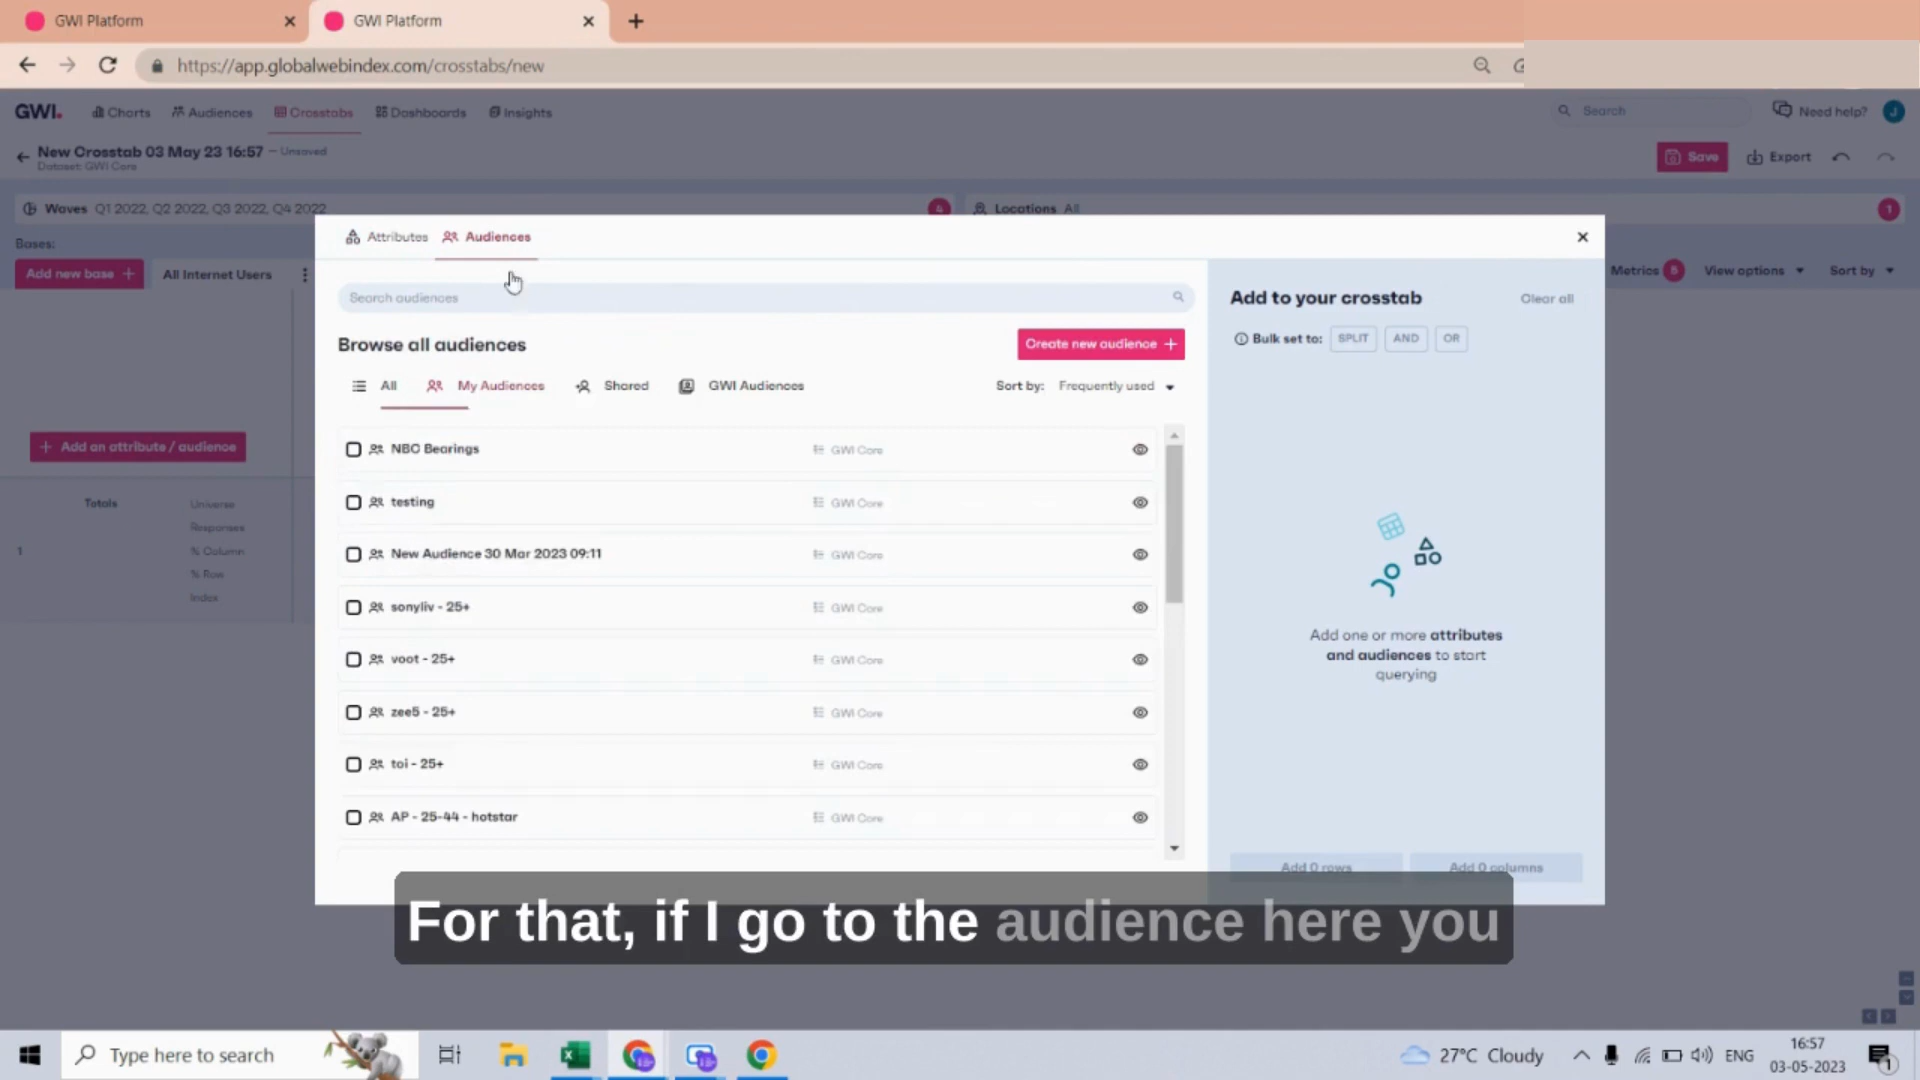 GWI Platform
GWI Platform
https://app.globalwebindex.com/crosstabs/new
GWI.
Charts
Audiences
Crosstabs
Dashboards
Insights
Search
Need help?
J
New Crosstab 03 May 23 16:57 — Unsaved
Dataset: GWI Core
Save
Export
Waves Q1 2022, Q2 2022, Q3 2022, Q4 2022
4
Locations All
1
Bases:
Add new base +
All Internet Users
Metrics 5
View options
Sort by
+ Add an attribute / audience
Totals
Universe
Responses
1
% Column
% Row
Index
Attributes
Audiences
Search audiences
Browse all audiences
Create new audience +
All
My Audiences
Shared
GWI Audiences
Sort by: Frequently used
NBC Bearings GWI Core
testing GWI Core
New Audience 30 Mar 2023 09:11 GWI Core
sonyliv - 25+ GWI Core
voot - 25+ GWI Core
zee5 - 25+ GWI Core
toi - 25+ GWI Core
AP - 25-44 - hotstar GWI Core
Add to your crosstab
Clear all
Bulk set to: SPLIT AND OR
Add one or more attributes
and audiences to start
querying
Add 0 rows
Add 0 columns
For that, if I go to the audience here you
Type here to search
27°C Cloudy
ENG
16:57
03-05-2023
1